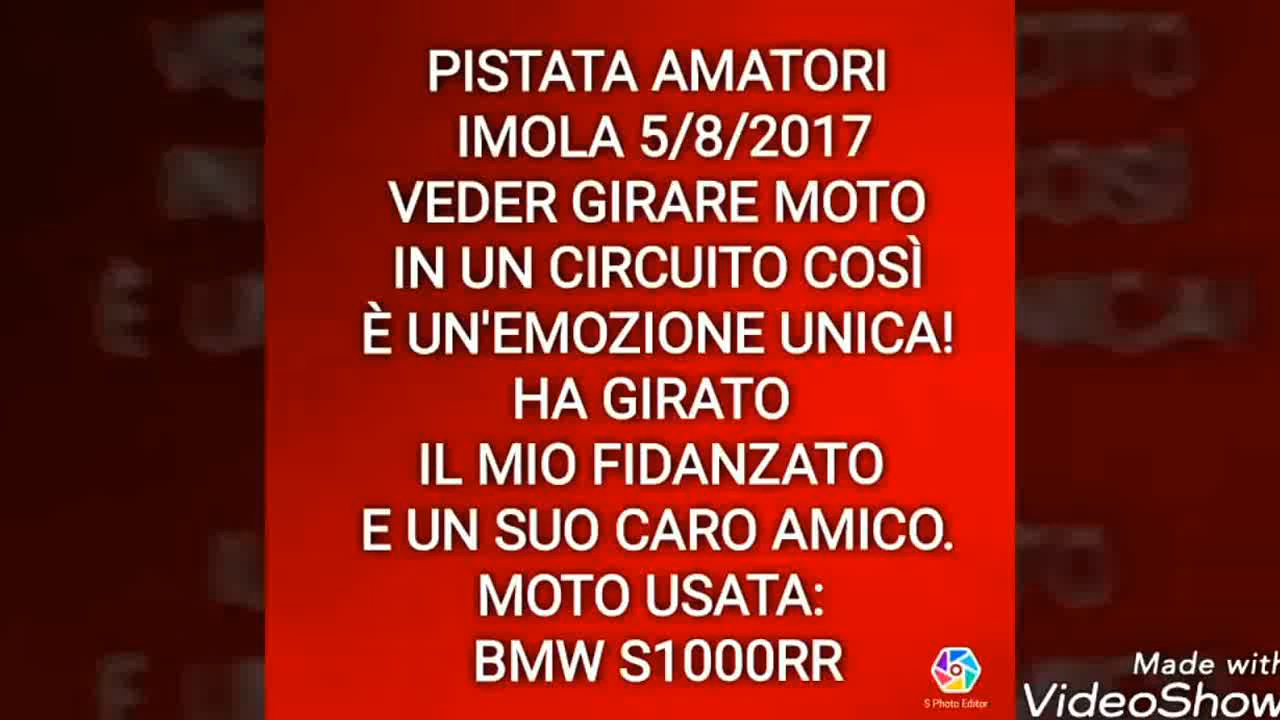 PISTATA AMATORI
IMOLA 5/8/2017
VEDER GIRARE MOTO
IN UN CIRCUITO COSÌ
È UN'EMOZIONE UNICA!
HA GIRATO
IL MIO FIDANZATO
E UN SUO CARO AMICO.
MOTO USATA:
BMW S1000RR
S Photo Editor
Made with
VideoShow